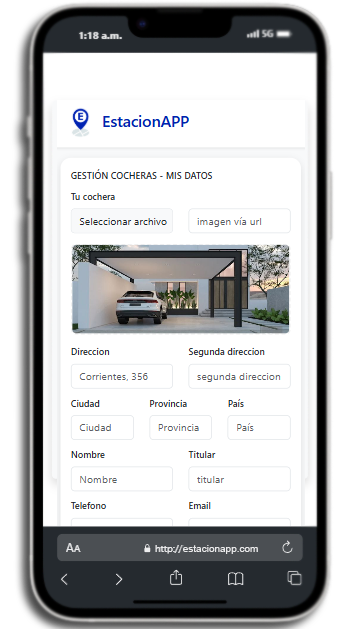 1:18 a.m. 5G
E EstacionAPP
GESTIÓN COCHERAS - MIS DATOS
Tu cochera
Seleccionar archivo imagen vía url
Direccion Segunda direccion
Corrientes, 356 segunda direccion
Ciudad Provincia País
Ciudad Provincia País
Nombre Titular
Nombre titular
Telefono Email
AA http://estacionapp.com